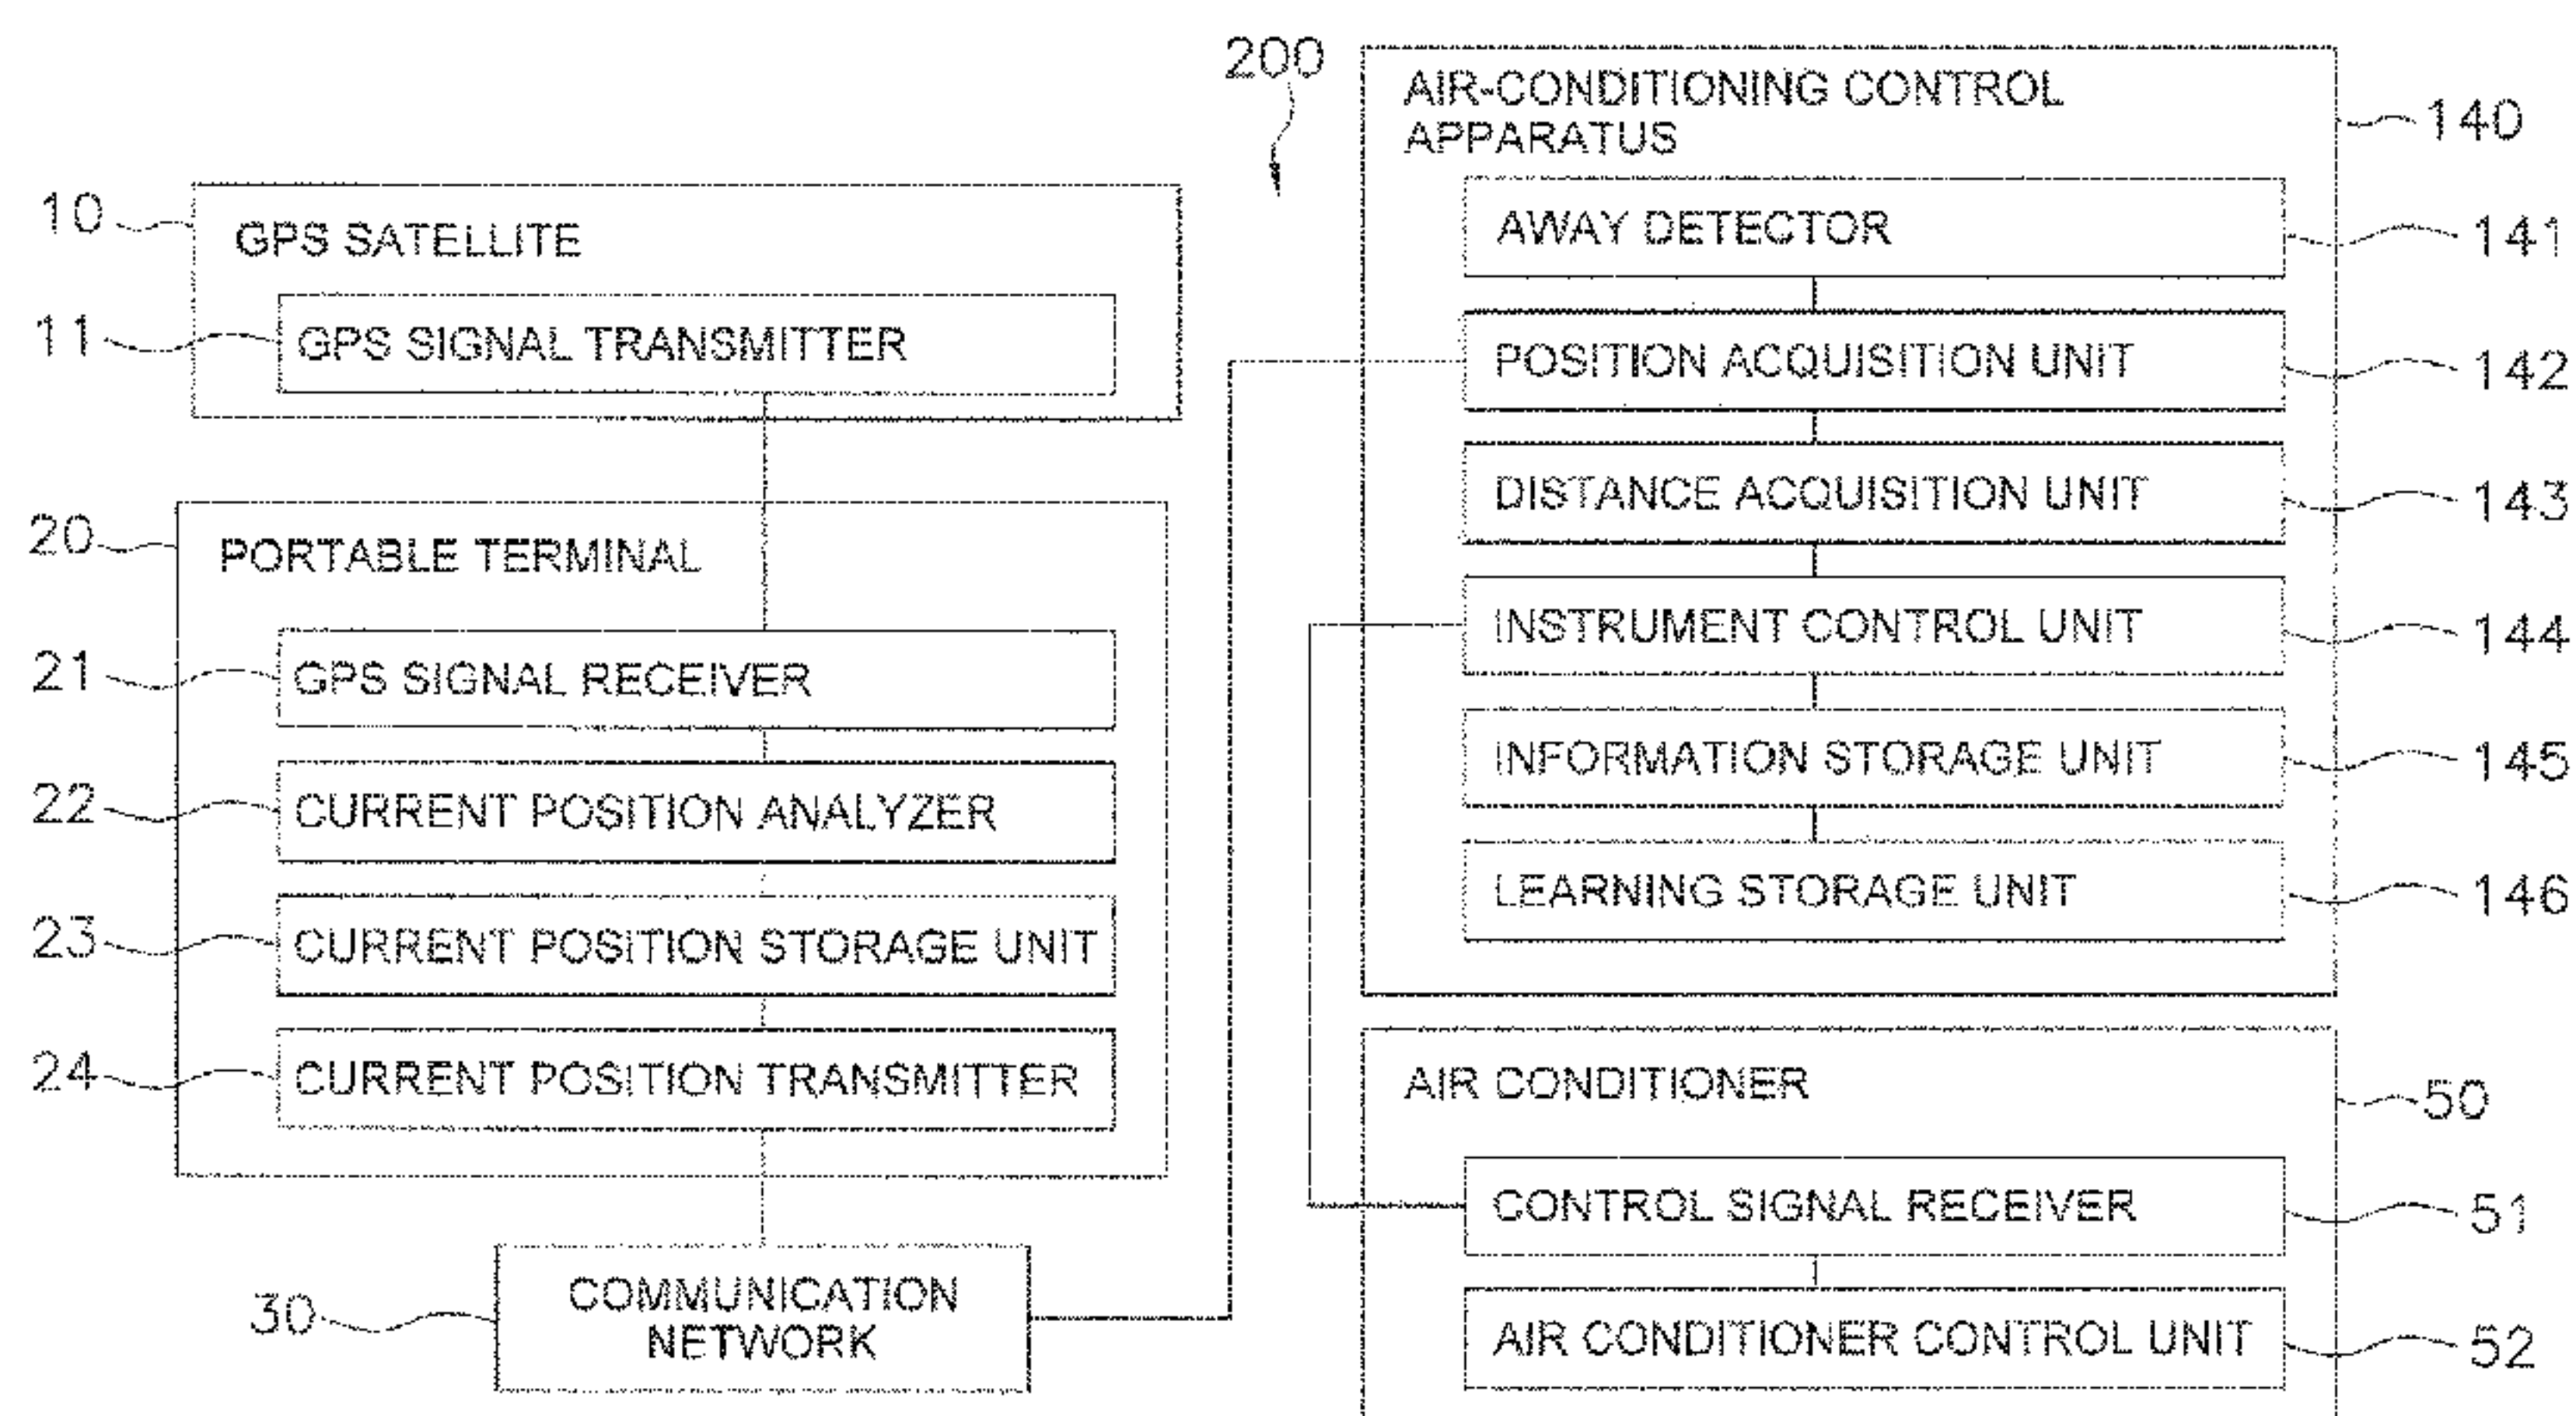 200
10
GPS SATELLITE
11
GPS SIGNAL TRANSMITTER
20
PORTABLE TERMINAL
21
GPS SIGNAL RECEIVER
22
CURRENT POSITION ANALYZER
23
CURRENT POSITION STORAGE UNIT
24
CURRENT POSITION TRANSMITTER
30
COMMUNICATION
NETWORK
AIR-CONDITIONING CONTROL
APPARATUS
140
AWAY DETECTOR
141
POSITION ACQUISITION UNIT
142
DISTANCE ACQUISITION UNIT
143
INSTRUMENT CONTROL UNIT
144
INFORMATION STORAGE UNIT
145
LEARNING STORAGE UNIT
146
AIR CONDITIONER
50
CONTROL SIGNAL RECEIVER
51
AIR CONDITIONER CONTROL UNIT
52